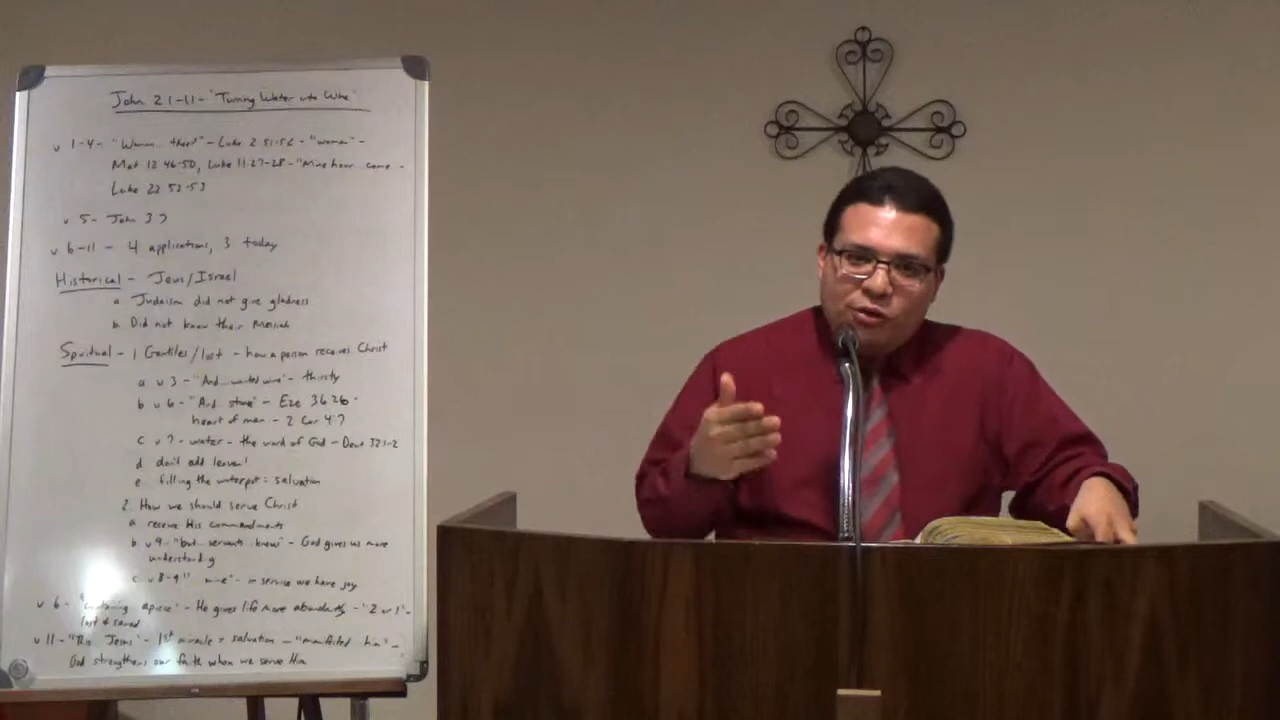 John 2 1-11 - "Turning Water into Wine"
v 1-4 - "Woman... thee?" - Luke 2 51-52 - "woman" -
Mat 12 46-50, Luke 11:27-28 - "Mine hour... come -
Luke 22 52-53
v 5 - John 3 7
v 6-11 - 4 applications, 3 today
Historical - Jews/Israel
a Judaism did not give gladness
b. Did not know their Messiah
Spiritual - 1 Gentiles/lost - how a person receives Christ
a v 3 - "And... wanted wine" - thirsty
b v 6 - "And... stone" - Eze 36:26 -
heart of man - 2 Cor 4:7
c v 7 - water - the word of God - Deut 32:1-2
d don't add leaven!
e. filling the waterpot = salvation
2. How we should serve Christ
a receive His commandments
b v 9 - "but... servants... knew" - God gives us more
understanding
c v 8-9 " wine" - in service we have joy
v 6 - "containing apiece" - He gives life more abundantly - "2 or 3" -
lost & saved
v 11 - "This... Jesus" - 1st miracle = salvation - "manifested... him" -
God strengthens our faith when we serve Him